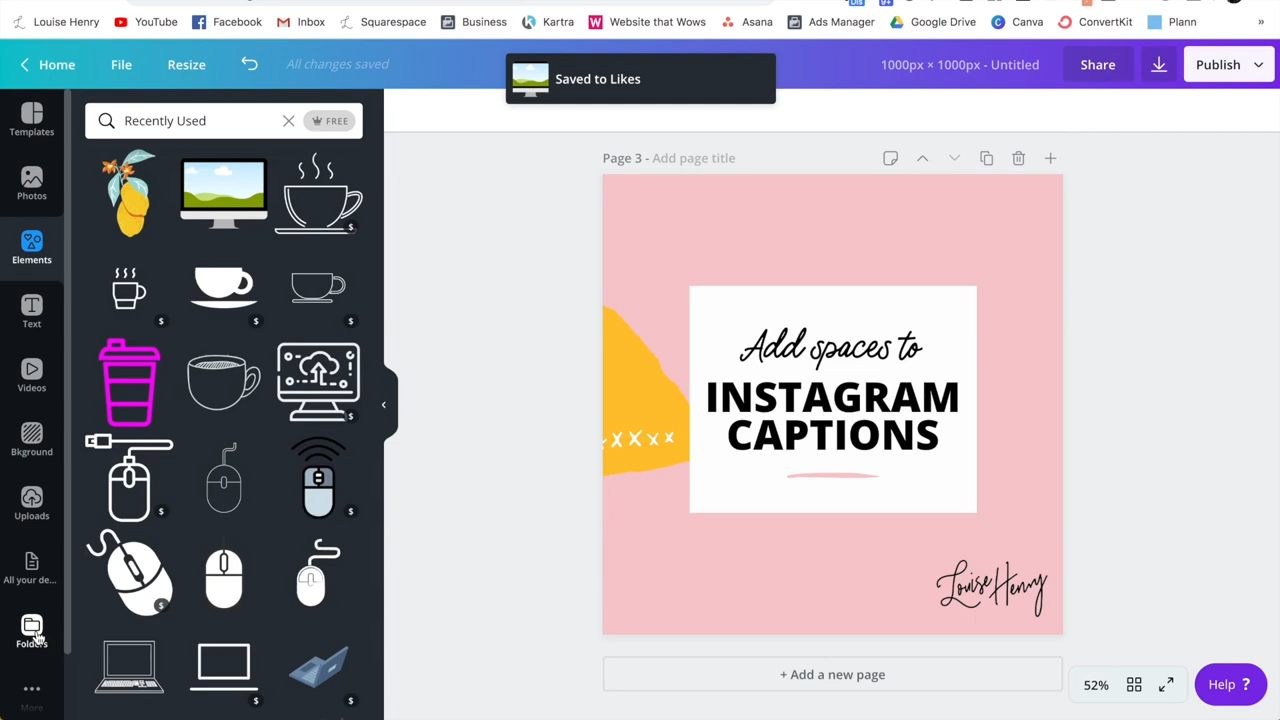 Louise Henry YouTube Facebook Inbox Squarespace Business Kartra Website that Wows Asana Ads Manager Google Drive Canva ConvertKit Plann »
Home File Resize All changes saved 1000px × 1000px - Untitled Share Publish
Saved to Likes
Templates
Photos
Elements
Text
Videos
Bkground
Uploads
All your de...
Folders
More
Recently Used FREE
$
$ $ $
$
$ $
$
$ $
Page 3 - Add page title
Add spaces to
INSTAGRAM
CAPTIONS
xxxx
Louise Henry
+ Add a new page
52%
Help ?